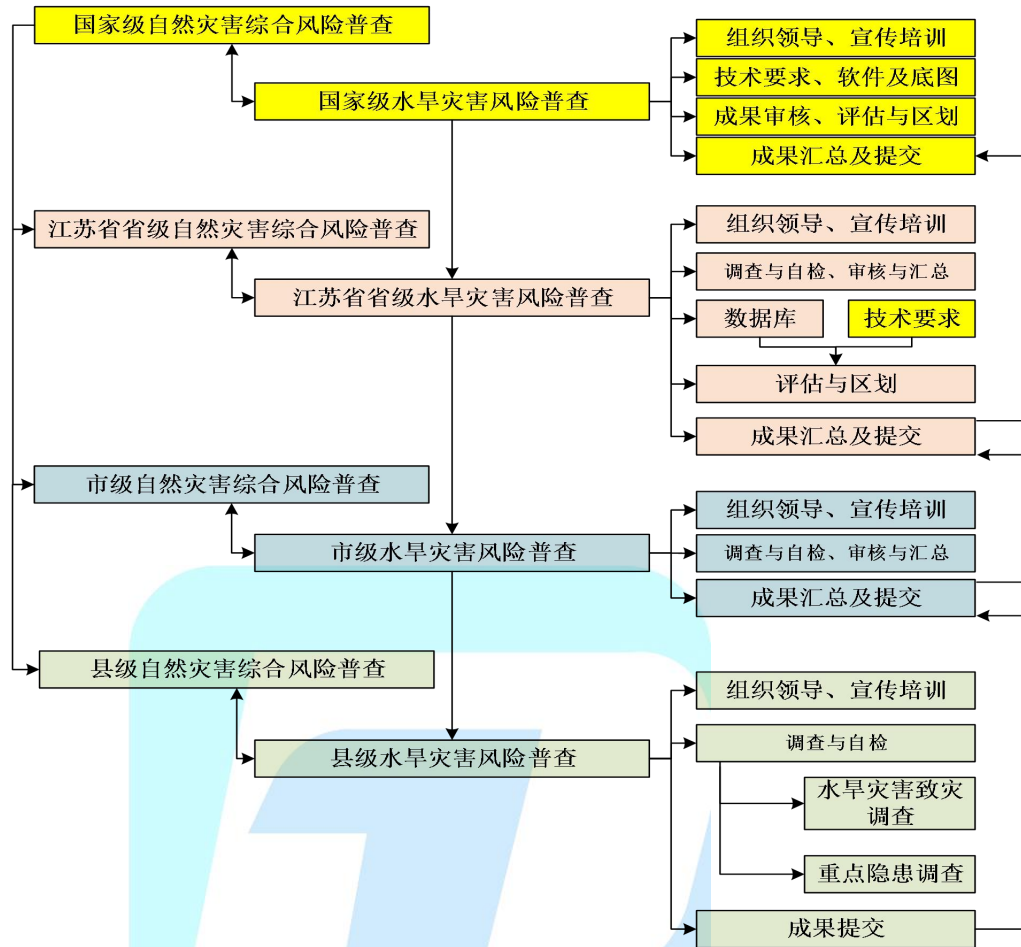 国家级自然灾害综合风险普查
国家级水旱灾害风险普查
组织领导、宣传培训
技术要求、软件及底图
成果审核、评估与区划
成果汇总及提交
江苏省省级自然灾害综合风险普查
江苏省省级水旱灾害风险普查
组织领导、宣传培训
调查与自检、审核与汇总
数据库
技术要求
评估与区划
成果汇总及提交
市级自然灾害综合风险普查
市级水旱灾害风险普查
组织领导、宣传培训
调查与自检、审核与汇总
成果汇总及提交
县级自然灾害综合风险普查
县级水旱灾害风险普查
组织领导、宣传培训
调查与自检
水旱灾害致灾
调查
重点隐患调查
成果提交